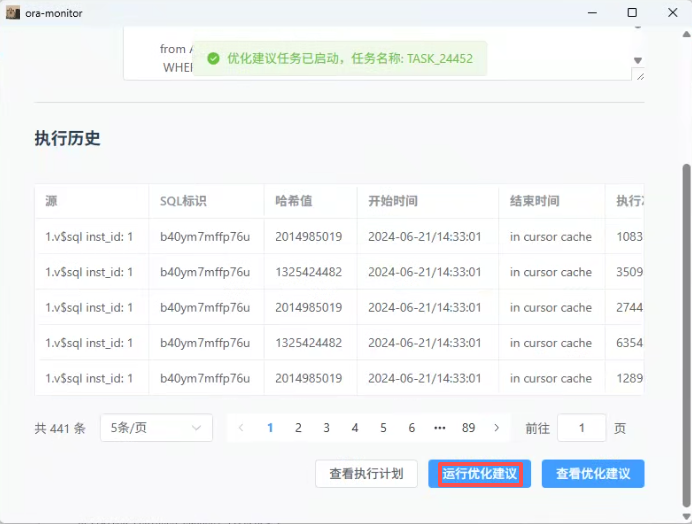 ora-monitor
from A
WHER
优化建议任务已启动，任务名称: TASK_24452
执行历史
源 SQL标识 哈希值 开始时间 结束时间 执行次
1.v$sql inst_id: 1 b40ym7mffp76u 2014985019 2024-06-21/14:33:01 in cursor cache 1083
1.v$sql inst_id: 1 b40ym7mffp76u 1325424482 2024-06-21/14:33:01 in cursor cache 3509
1.v$sql inst_id: 1 b40ym7mffp76u 2014985019 2024-06-21/14:33:01 in cursor cache 2744
1.v$sql inst_id: 1 b40ym7mffp76u 1325424482 2024-06-21/14:33:01 in cursor cache 6354
1.v$sql inst_id: 1 b40ym7mffp76u 2014985019 2024-06-21/14:33:01 in cursor cache 1289
共 441 条 5条/页 1 2 3 4 5 6 ••• 89 前往 1 页
查看执行计划 运行优化建议 查看优化建议